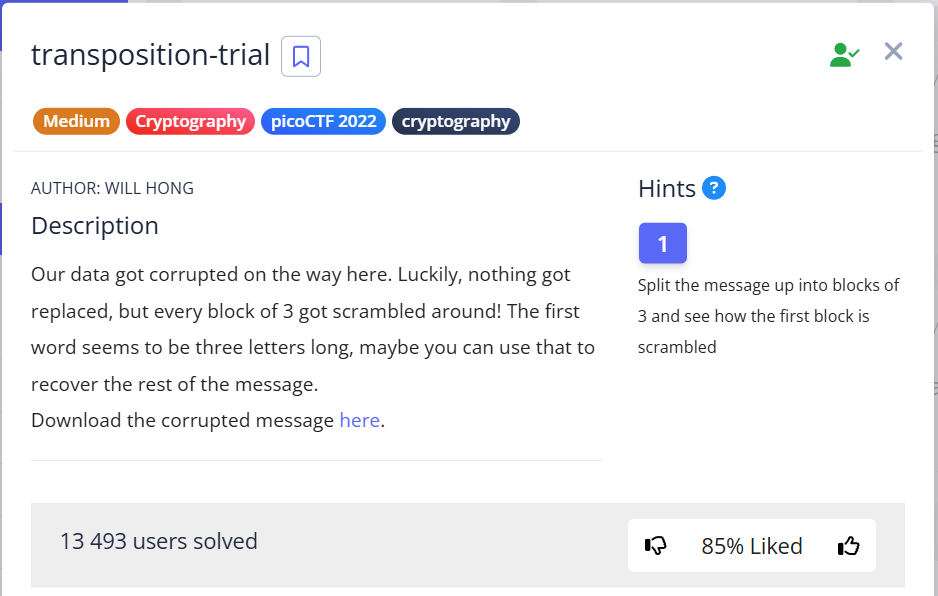 transposition-trial
Medium Cryptography picoCTF 2022 cryptography
AUTHOR: WILL HONG
Description
Our data got corrupted on the way here. Luckily, nothing got
replaced, but every block of 3 got scrambled around! The first
word seems to be three letters long, maybe you can use that to
recover the rest of the message.
Download the corrupted message here.
Hints ?
1
Split the message up into blocks of
3 and see how the first block is
scrambled
13 493 users solved
85% Liked